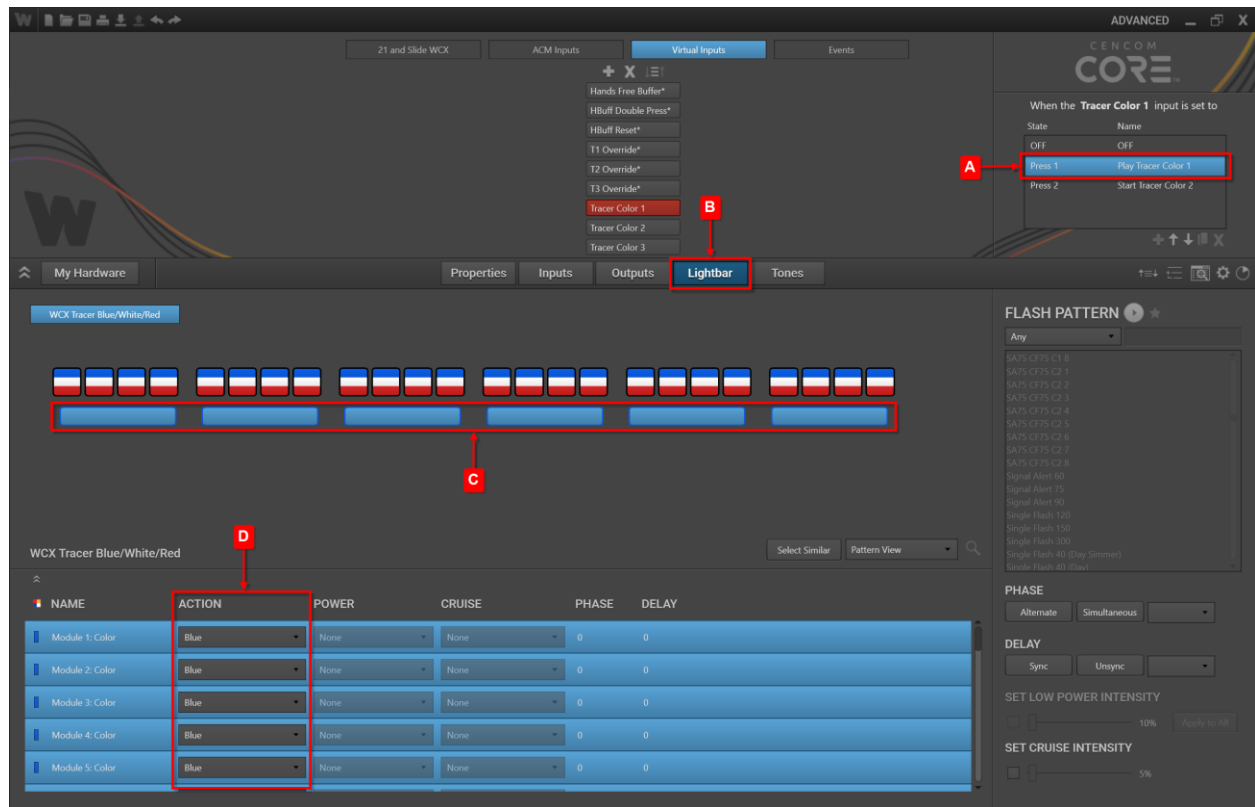 W
ADVANCED
21 and Slide WCX ACM Inputs Virtual Inputs Events
Hands Free Buffer*
HBuff Double Press*
HBuff Reset*
T1 Override*
T2 Override*
T3 Override*
Tracer Color 1
Tracer Color 2
Tracer Color 3
CENCOM
CORE
When the Tracer Color 1 input is set to
State Name
OFF OFF
Press 1 Play Tracer Color 1
Press 2 Start Tracer Color 2
A
B
W
My Hardware Properties Inputs Outputs Lightbar Tones
WCX Tracer Blue/White/Red
C
D
WCX Tracer Blue/White/Red Select Similar Pattern View
NAME ACTION POWER CRUISE PHASE DELAY
Module 1: Color Blue None None 0 0
Module 2: Color Blue None None 0 0
Module 3: Color Blue None None 0 0
Module 4: Color Blue None None 0 0
Module 5: Color Blue None None 0 0
FLASH PATTERN
Any
SA75 CF75 C1 8
SA75 CF75 C2 1
SA75 CF75 C2 2
SA75 CF75 C2 3
SA75 CF75 C2 4
SA75 CF75 C2 5
SA75 CF75 C2 6
SA75 CF75 C2 7
SA75 CF75 C2 8
Signal Alert 60
Signal Alert 75
Signal Alert 90
Single Flash 120
Single Flash 150
Single Flash 300
Single Flash 40 (Day Simmer)
Single Flash 40 (Day)
PHASE
Alternate Simultaneous
DELAY
Sync Unsync
SET LOW POWER INTENSITY
10% Apply to All
SET CRUISE INTENSITY
5%